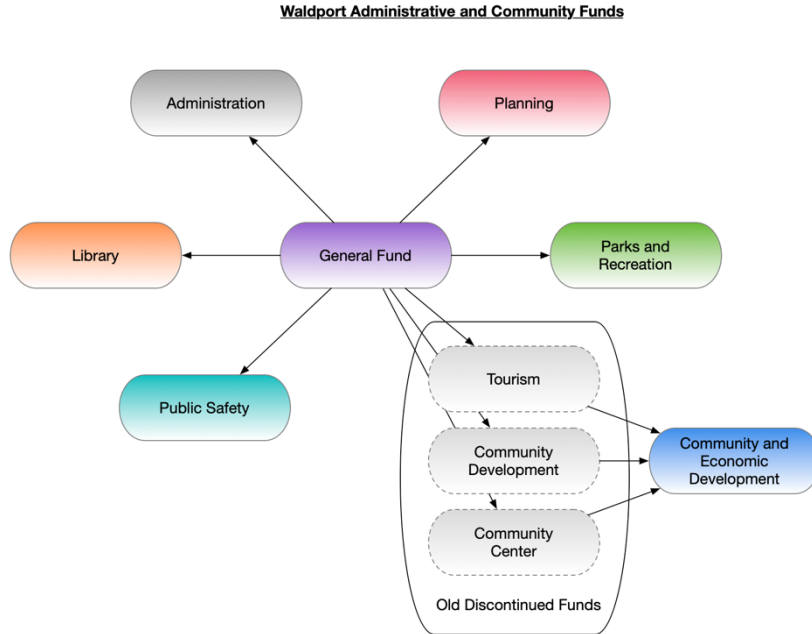 Waldport Administrative and Community Funds
Administration
Planning
Library
General Fund
Parks and
Recreation
Tourism
Public Safety
Community
Development
Community and
Economic
Development
Community
Center
Old Discontinued Funds